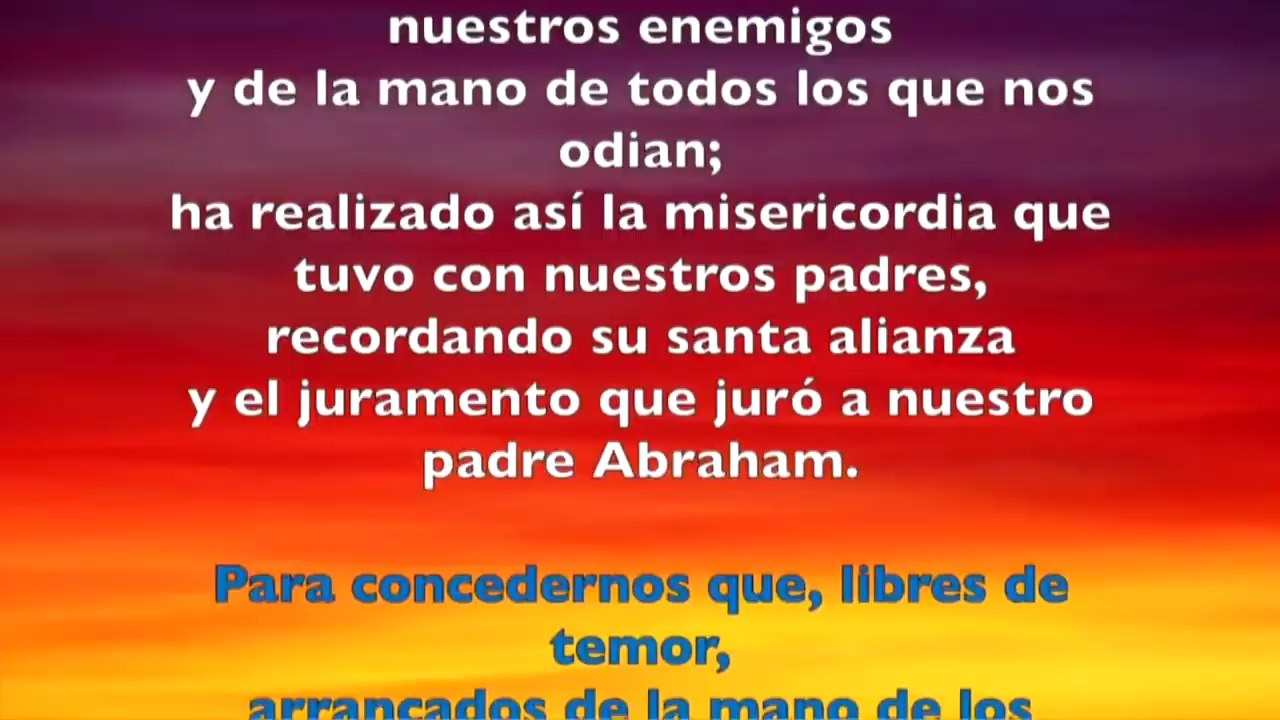 nuestros enemigos
y de la mano de todos los que nos
odian;
ha realizado así la misericordia que
tuvo con nuestros padres,
recordando su santa alianza
y el juramento que juró a nuestro
padre Abraham.
Para concedernos que, libres de
temor,
arrancados de la mano de los